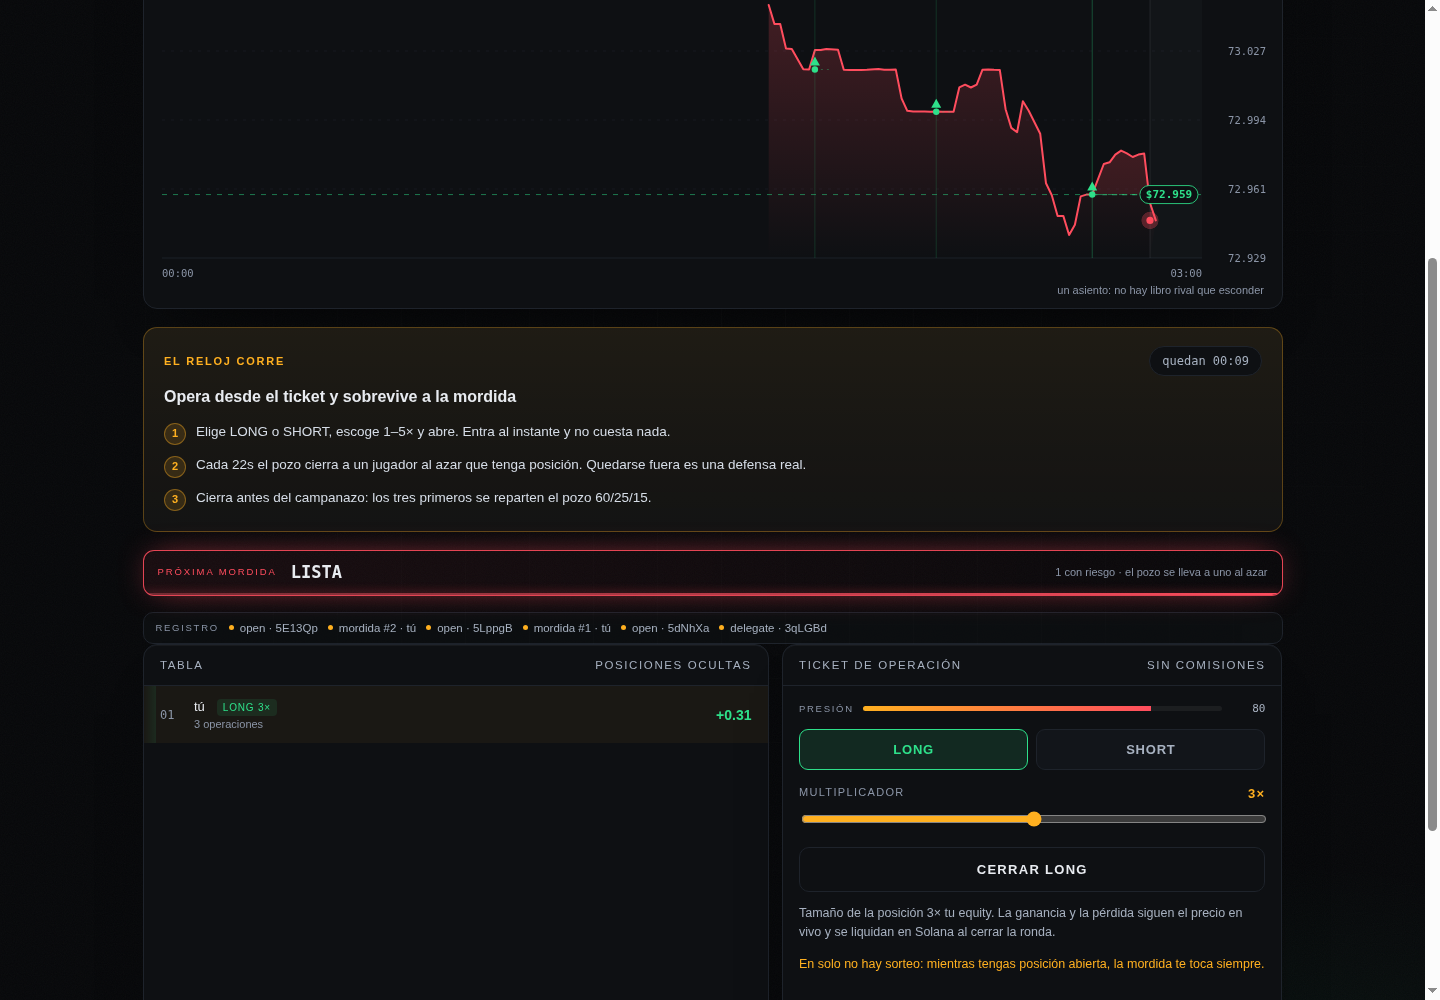 73.027
72.994
72.961
$72.959
72.929
00:00
03:00
un asiento: no hay libro rival que esconder
EL RELOJ CORRE
quedan 00:09
Opera desde el ticket y sobrevive a la mordida
1 Elige LONG o SHORT, escoge 1–5× y abre. Entra al instante y no cuesta nada.
2 Cada 22s el pozo cierra a un jugador al azar que tenga posición. Quedarse fuera es una defensa real.
3 Cierra antes del campanazo: los tres primeros se reparten el pozo 60/25/15.
PRÓXIMA MORDIDA LISTA
1 con riesgo · el pozo se lleva a uno al azar
REGISTRO open · 5E13Qp mordida #2 · tú open · 5LppgB mordida #1 · tú open · 5dNhXa delegate · 3qLGBd
TABLA
POSICIONES OCULTAS
01 tú LONG 3×
3 operaciones
+0.31
TICKET DE OPERACIÓN
SIN COMISIONES
PRESIÓN 80
LONG
SHORT
MULTIPLICADOR
3×
CERRAR LONG
Tamaño de la posición 3× tu equity. La ganancia y la pérdida siguen el precio en
vivo y se liquidan en Solana al cerrar la ronda.
En solo no hay sorteo: mientras tengas posición abierta, la mordida te toca siempre.